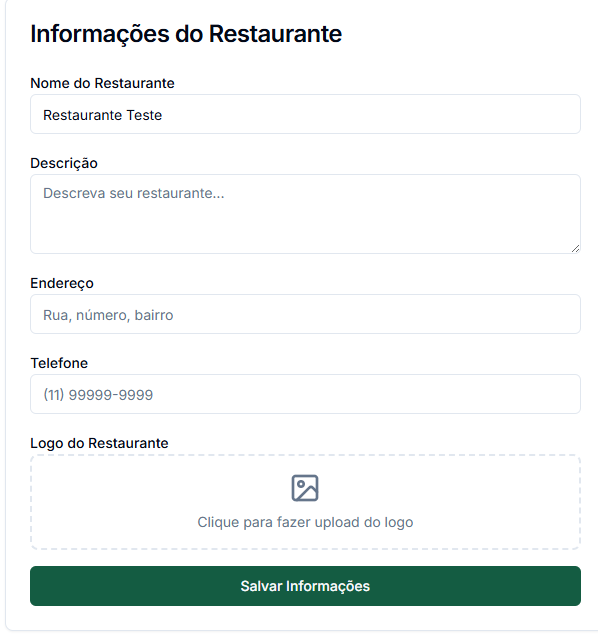 Informações do Restaurante
Nome do Restaurante
Restaurante Teste
Descrição
Descreva seu restaurante...
Endereço
Rua, número, bairro
Telefone
(11) 99999-9999
Logo do Restaurante
Clique para fazer upload do logo
Salvar Informações